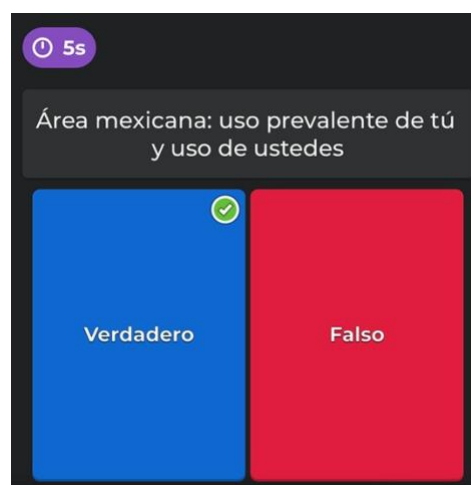 5s
Área mexicana: uso prevalente de tú
y uso de ustedes
Verdadero
Falso